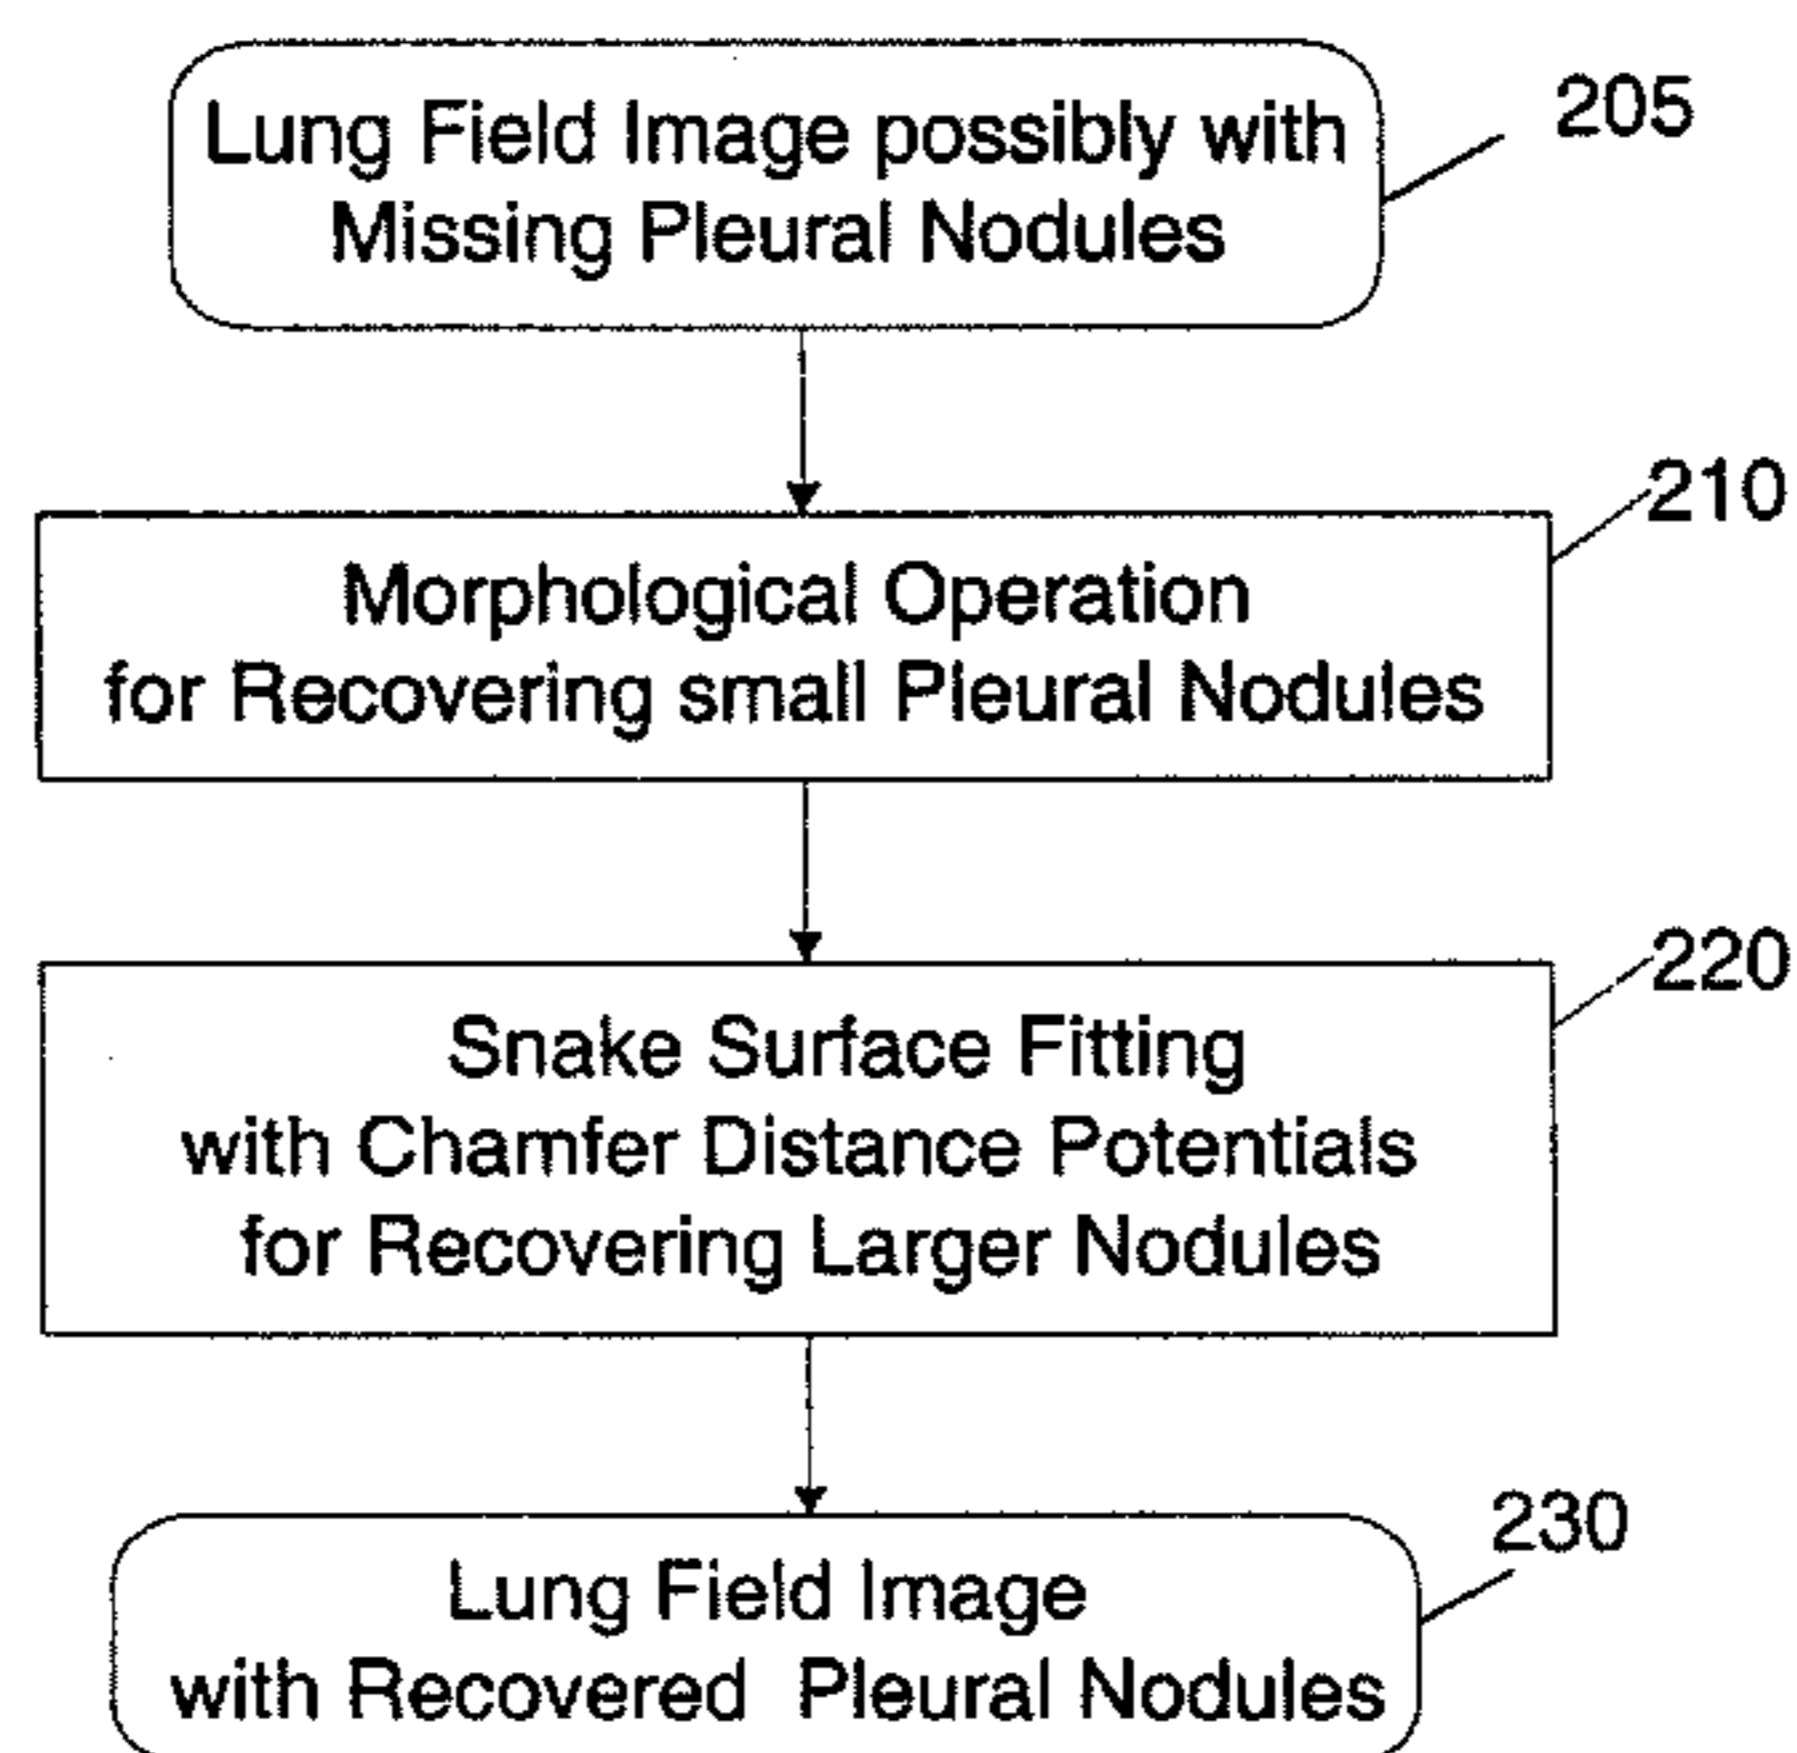 Lung Field Image possibly with
Missing Pleural Nodules
205
Morphological Operation
for Recovering small Pleural Nodules
210
Snake Surface Fitting
with Chamfer Distance Potentials
for Recovering Larger Nodules
220
Lung Field Image
with Recovered Pleural Nodules
230